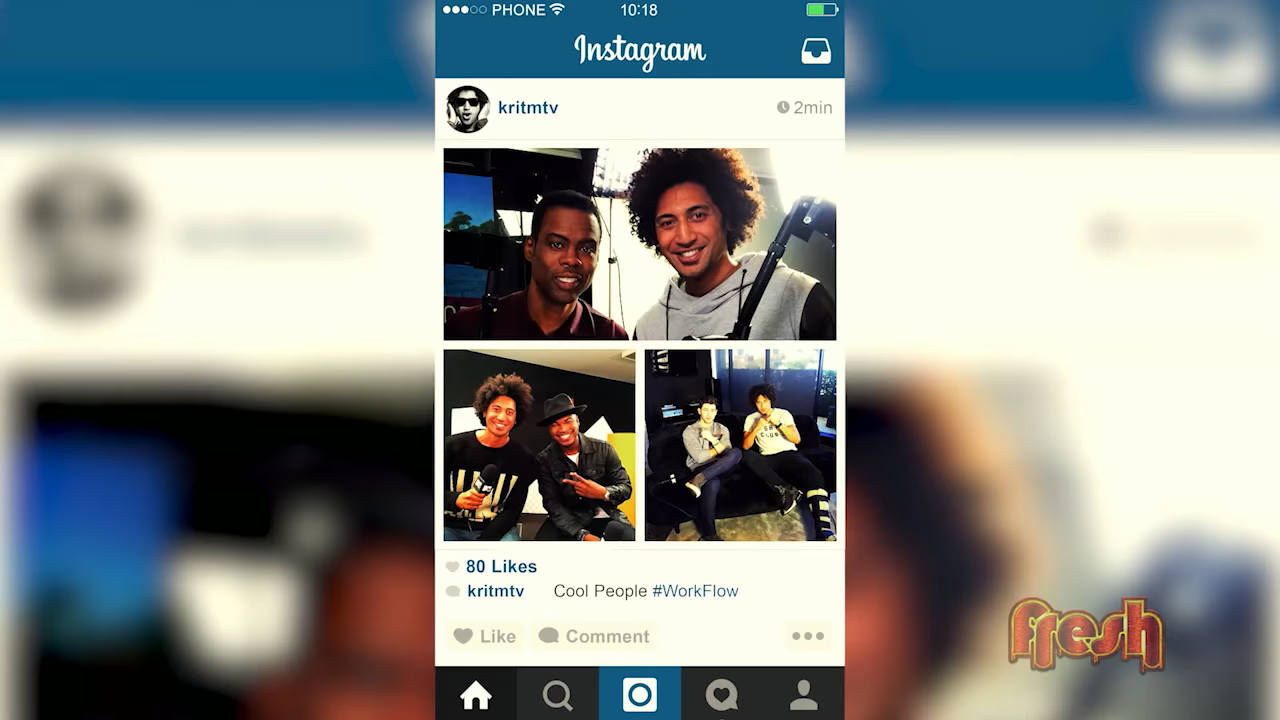 PHONE 10:18
Instagram
kritmtv 2min
80 Likes
kritmtv Cool People #WorkFlow
Like Comment
fresh